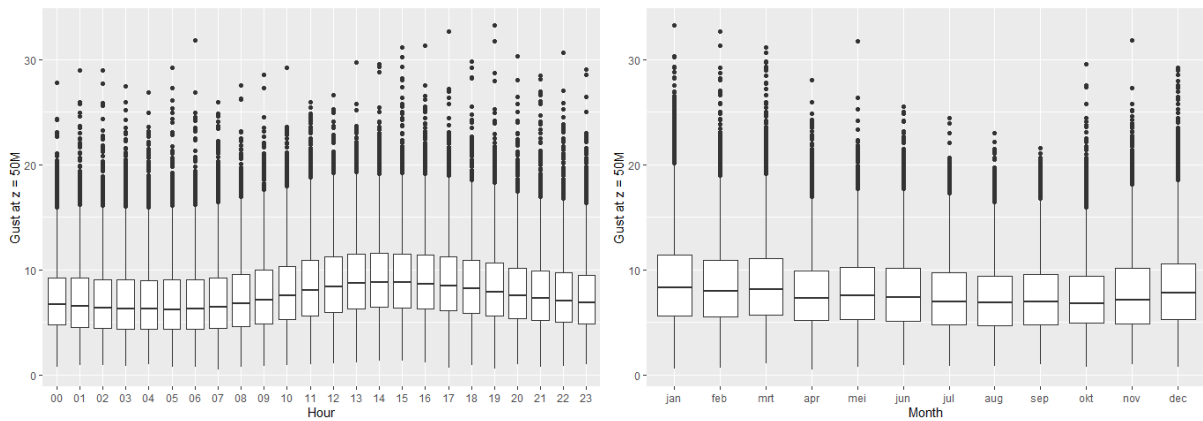 Gust at z = 50M
30
20
10
0
00 01 02 03 04 05 06 07 08 09 10 11 12 13 14 15 16 17 18 19 20 21 22 23
Hour
Gust at z = 50M
30
20
10
0
jan feb mrt apr mei jun jul aug sep okt nov dec
Month